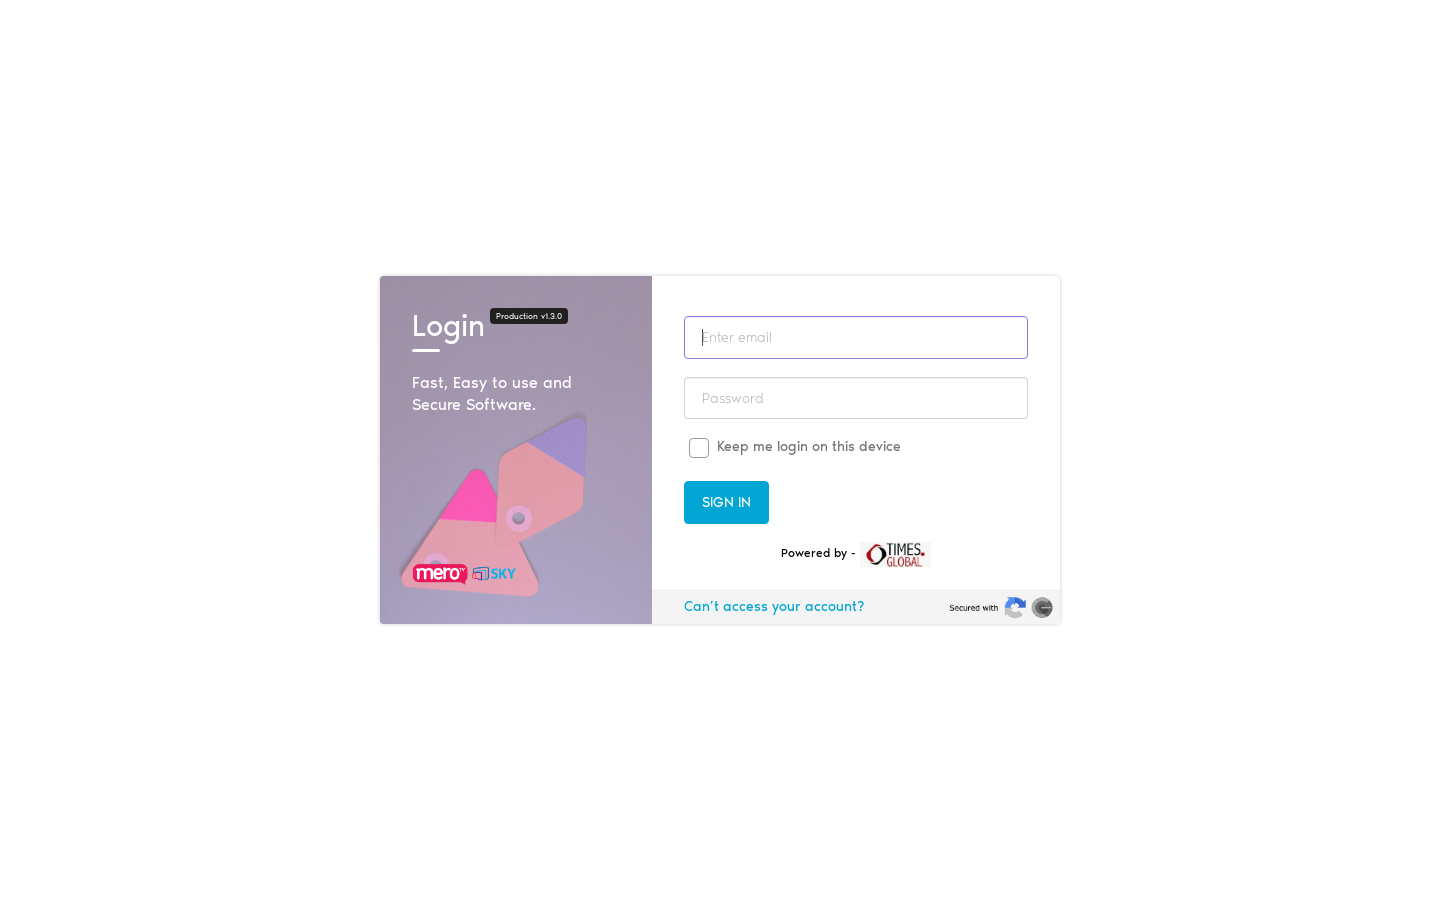 Login
Production v1.3.0
Fast, Easy to use and
Secure Software.
mero TV
SKY
Enter email
Password
Keep me login on this device
SIGN IN
Powered by -
TIMES
GLOBAL
Can't access your account?
Secured with